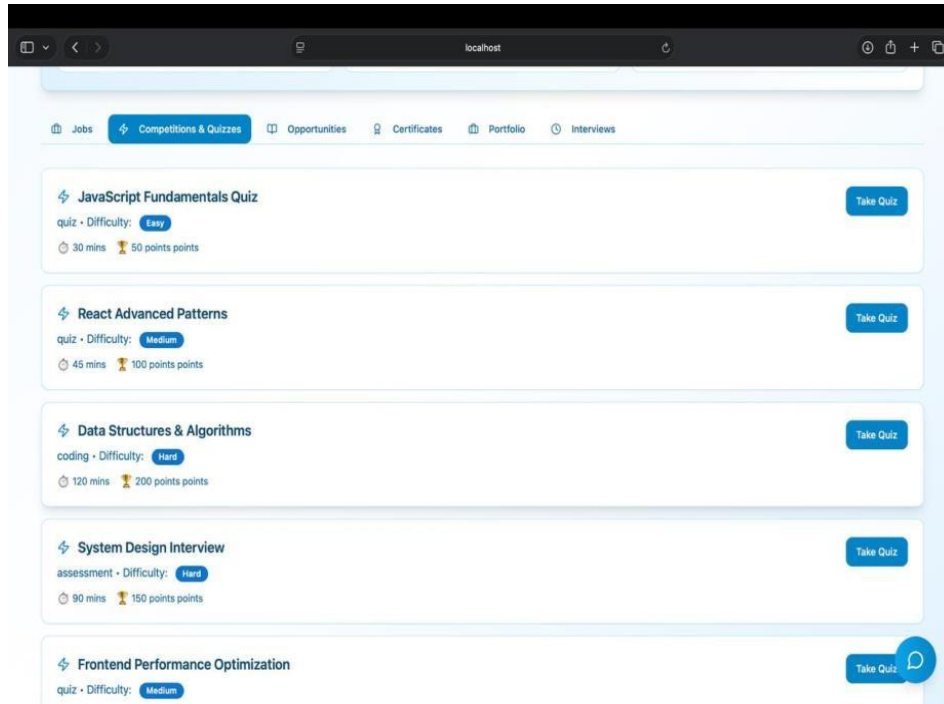 localhost
Jobs Competitions & Quizzes Opportunities Certificates Portfolio Interviews
JavaScript Fundamentals Quiz
Take Quiz
quiz • Difficulty: Easy
30 mins 50 points points
React Advanced Patterns
Take Quiz
quiz • Difficulty: Medium
45 mins 100 points points
Data Structures & Algorithms
Take Quiz
coding • Difficulty: Hard
120 mins 200 points points
System Design Interview
Take Quiz
assessment • Difficulty: Hard
90 mins 150 points points
Frontend Performance Optimization
Take Quiz
quiz • Difficulty: Medium